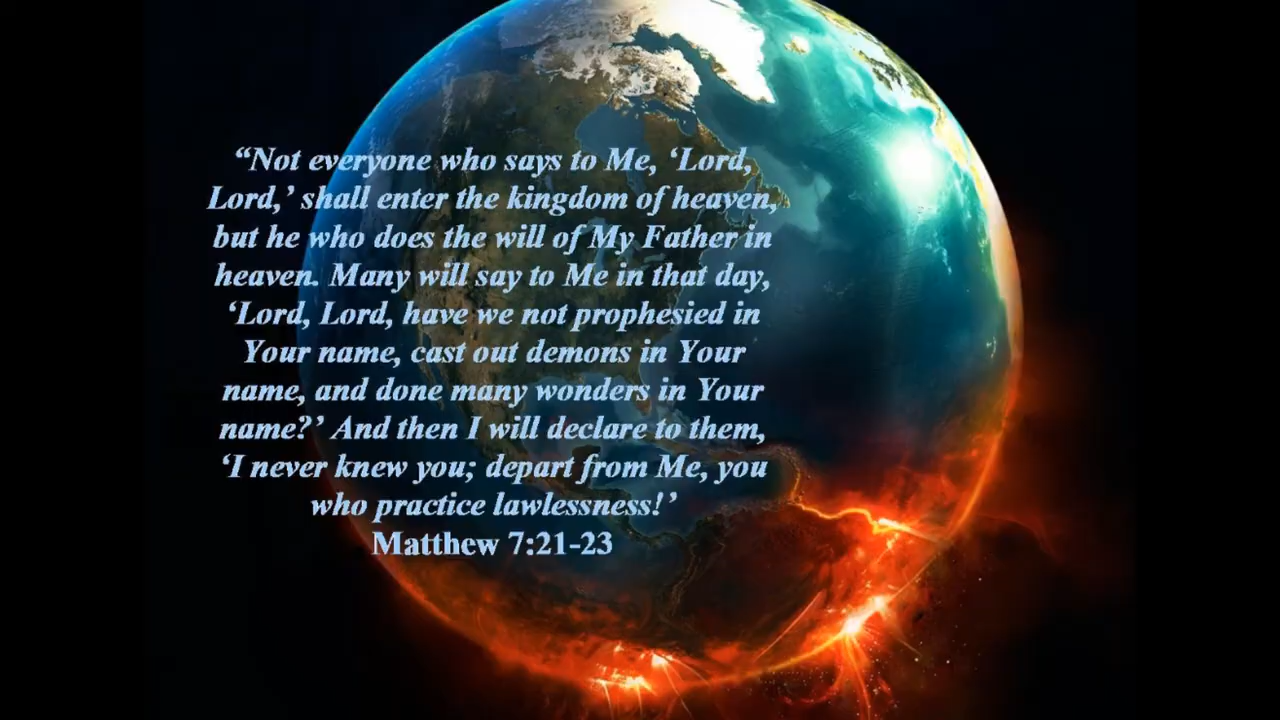 “Not everyone who says to Me, ‘Lord,
Lord,’ shall enter the kingdom of heaven,
but he who does the will of My Father in
heaven. Many will say to Me in that day,
‘Lord, Lord, have we not prophesied in
Your name, cast out demons in Your
name, and done many wonders in Your
name?’ And then I will declare to them,
‘I never knew you; depart from Me, you
who practice lawlessness!’
Matthew 7:21-23